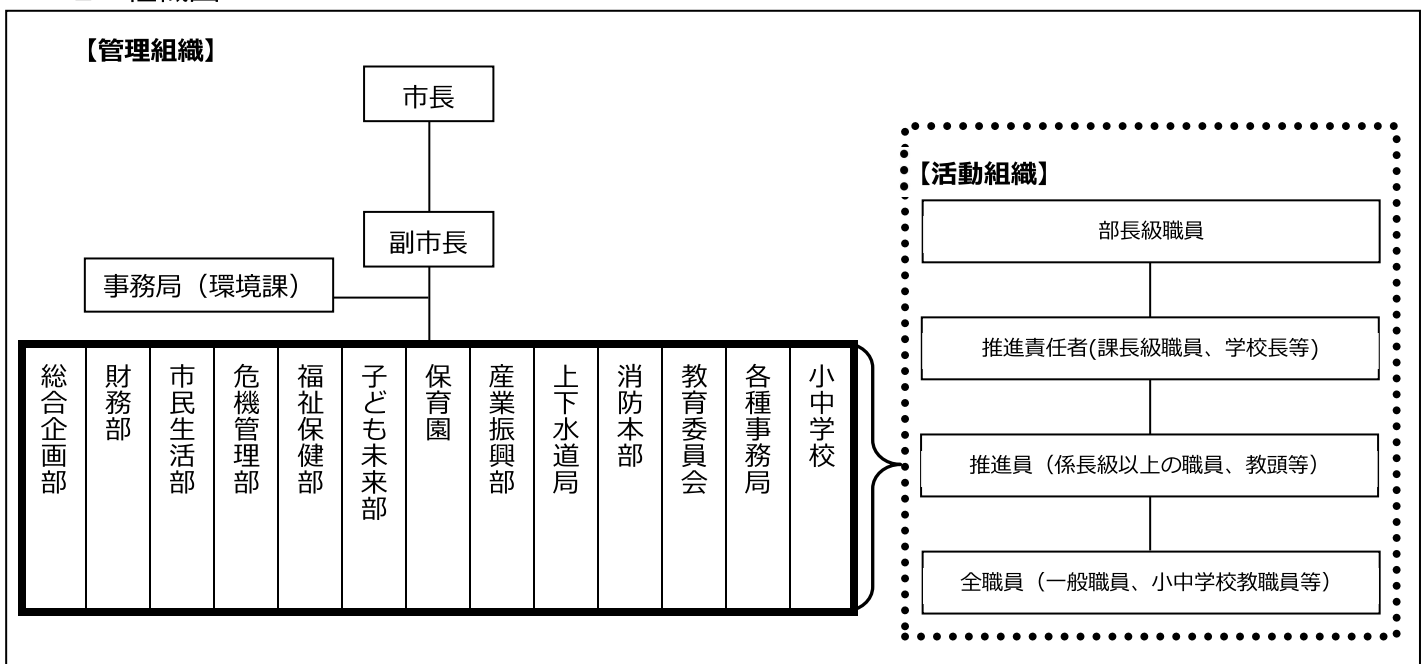 【管理組織】
市長
副市長
事務局（環境課）
総合企画部
財務部
市民生活部
危機管理部
福祉保健部
子ども未来部
保育園
産業振興部
上下水道局
消防本部
教育委員会
各種事務局
小中学校
【活動組織】
部長級職員
推進責任者(課長級職員、学校長等)
推進員（係長級以上の職員、教頭等）
全職員（一般職員、小中学校教職員等）